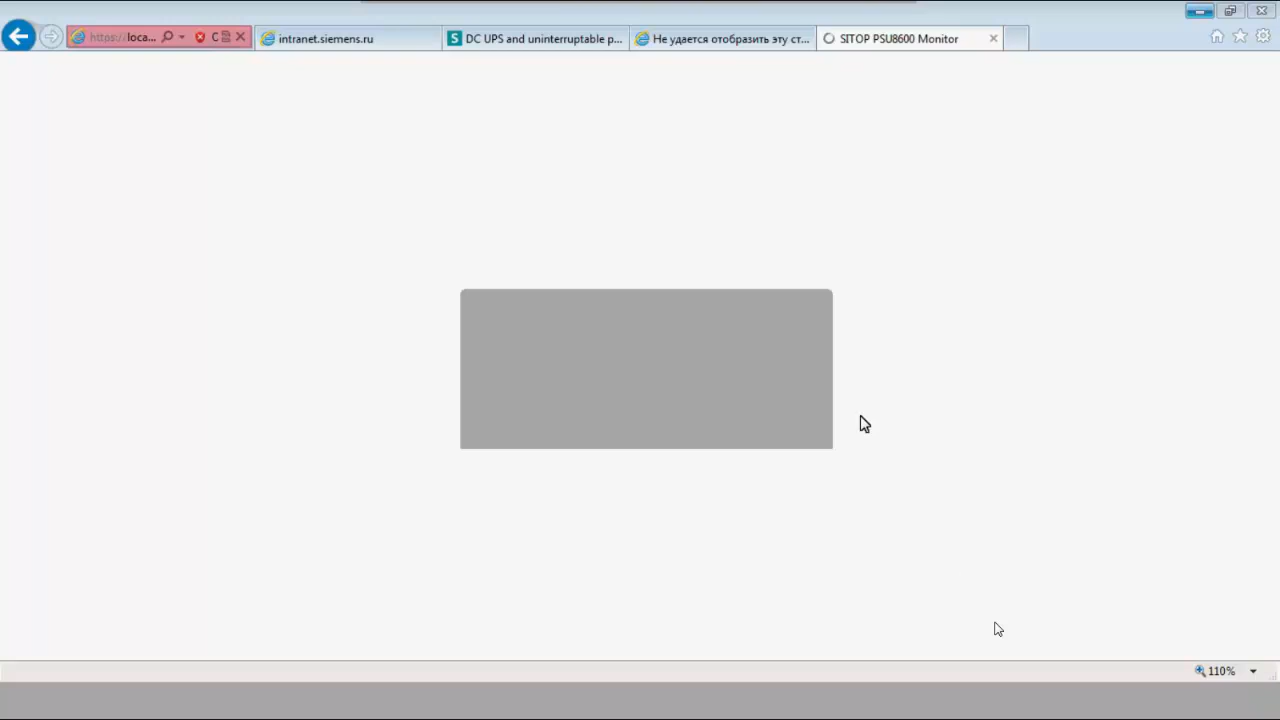 https://loca...
intranet.siemens.ru
S DC UPS and uninterruptable p...
Не удается отобразить эту ст...
SITOP PSU8600 Monitor
110%